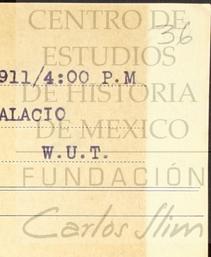 CENTRO DE
36
ESTUDIOS
911/4:00 P.M
DE HISTORIA
ALACIO
DE MEXICO
W.U.T.
FUNDACIÓN
Carlos Slim